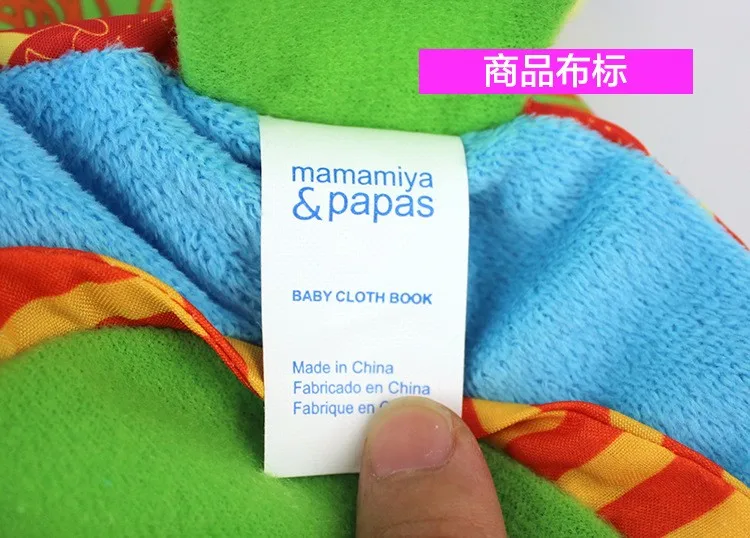 商品布标
mamamiya
& papas
BABY CLOTH BOOK
Made in China
Fabricado en China
Fabrique en